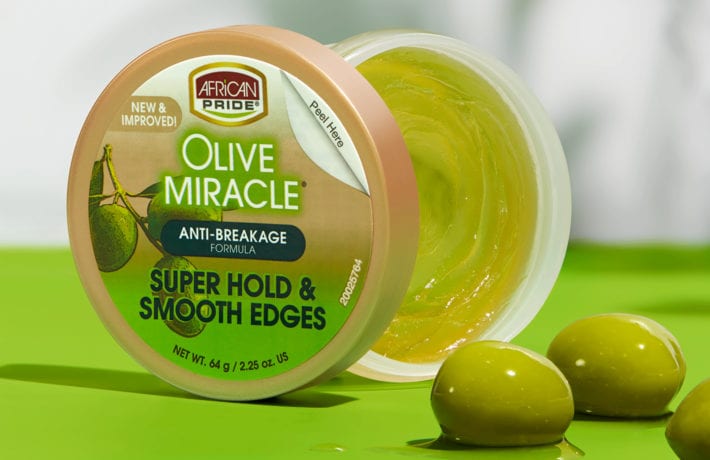 AFRICAN
PRIDE®
NEW &
IMPROVED!
Peel Here
OLIVE
MIRACLE®
ANTI-BREAKAGE
FORMULA
SUPER HOLD &
SMOOTH EDGES
20025764
NET WT. 64 g / 2.25 oz. US